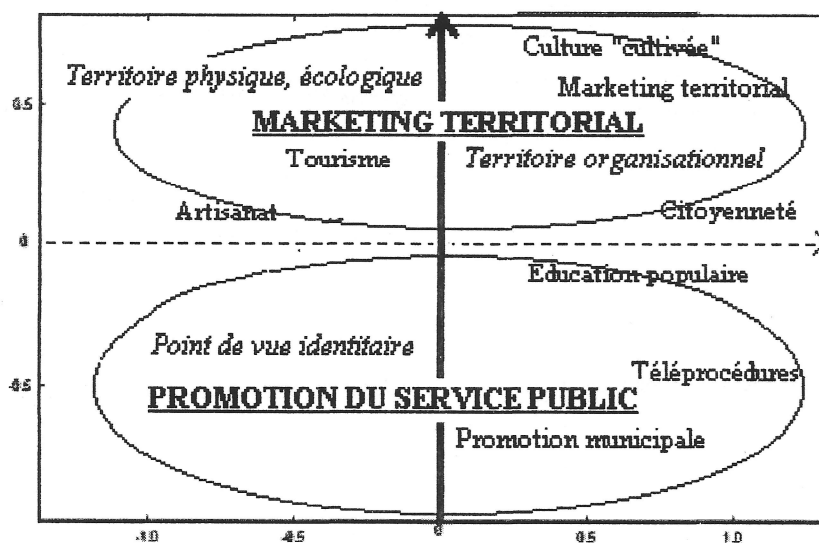 Culture "cultivée"
Territoire physique, écologique
Marketing territorial
0.5
MARKETING TERRITORIAL
Tourisme
Territoire organisationnel
Artisanat
Citoyenneté
0
Education populaire
Point de vue identitaire
Téléprocédures
-0.5
PROMOTION DU SERVICE PUBLIC
Promotion municipale
-1.0 -0.5 0 0.5 1.0